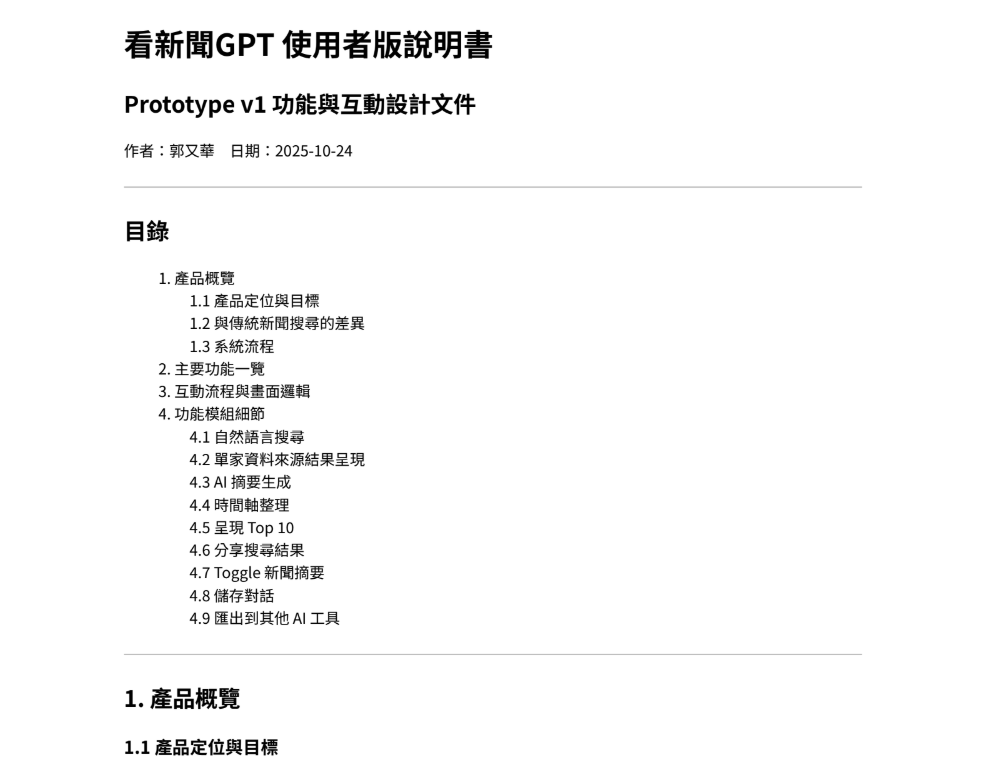 看新聞GPT 使用者版說明書
Prototype v1 功能與互動設計文件
作者：郭又華　日期：2025-10-24
目錄
1. 產品概覽
1.1 產品定位與目標
1.2 與傳統新聞搜尋的差異
1.3 系統流程
2. 主要功能一覽
3. 互動流程與畫面邏輯
4. 功能模組細節
4.1 自然語言搜尋
4.2 單家資料來源結果呈現
4.3 AI 摘要生成
4.4 時間軸整理
4.5 呈現 Top 10
4.6 分享搜尋結果
4.7 Toggle 新聞摘要
4.8 儲存對話
4.9 匯出到其他 AI 工具
1. 產品概覽
1.1 產品定位與目標